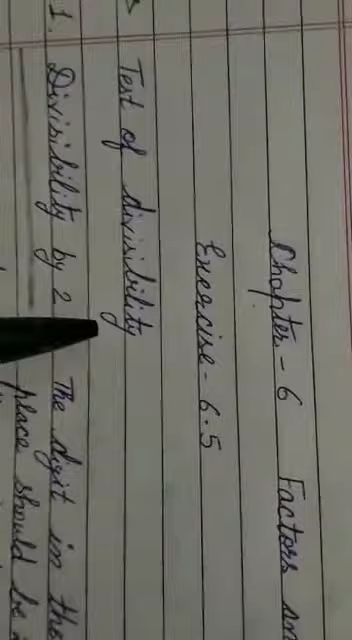 Chapter - 6 Factors
Exercise - 6.5
Test of divisibility
1. Divisibility by 2 The digit in the
place should be